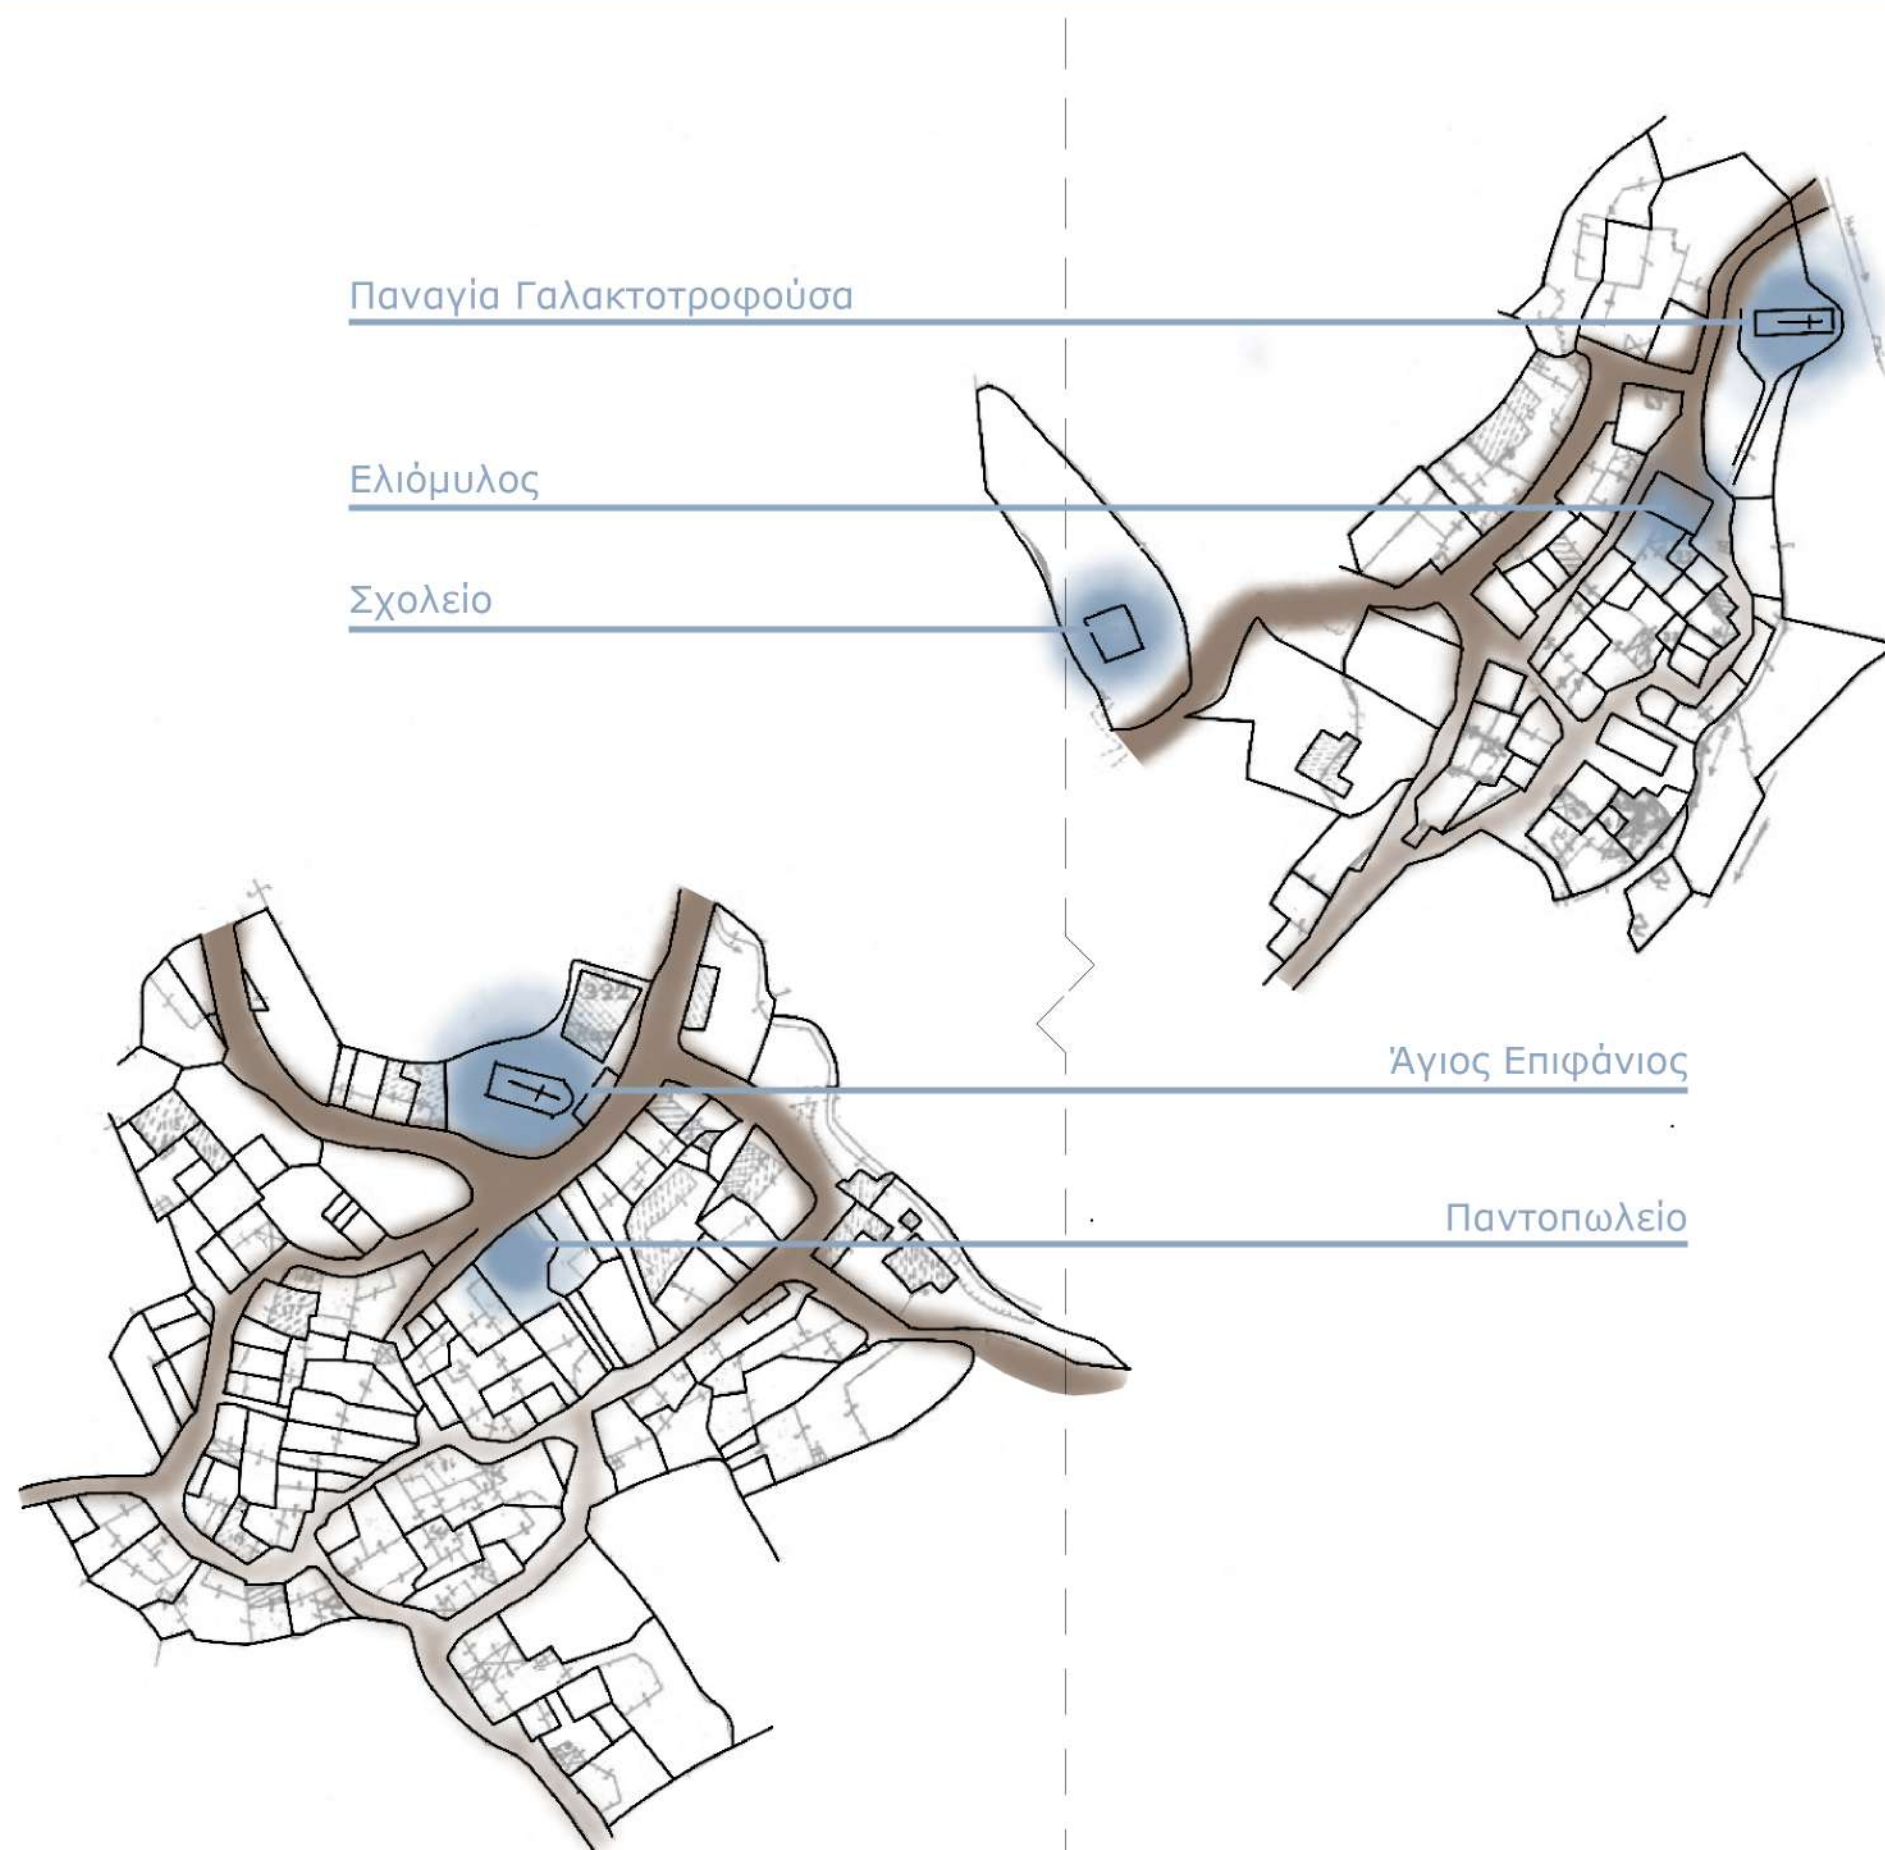 Παναγία Γαλακτοτροφούσα
Ελιόμυλος
Σχολείο
Άγιος Επιφάνιος
Παντοπωλείο